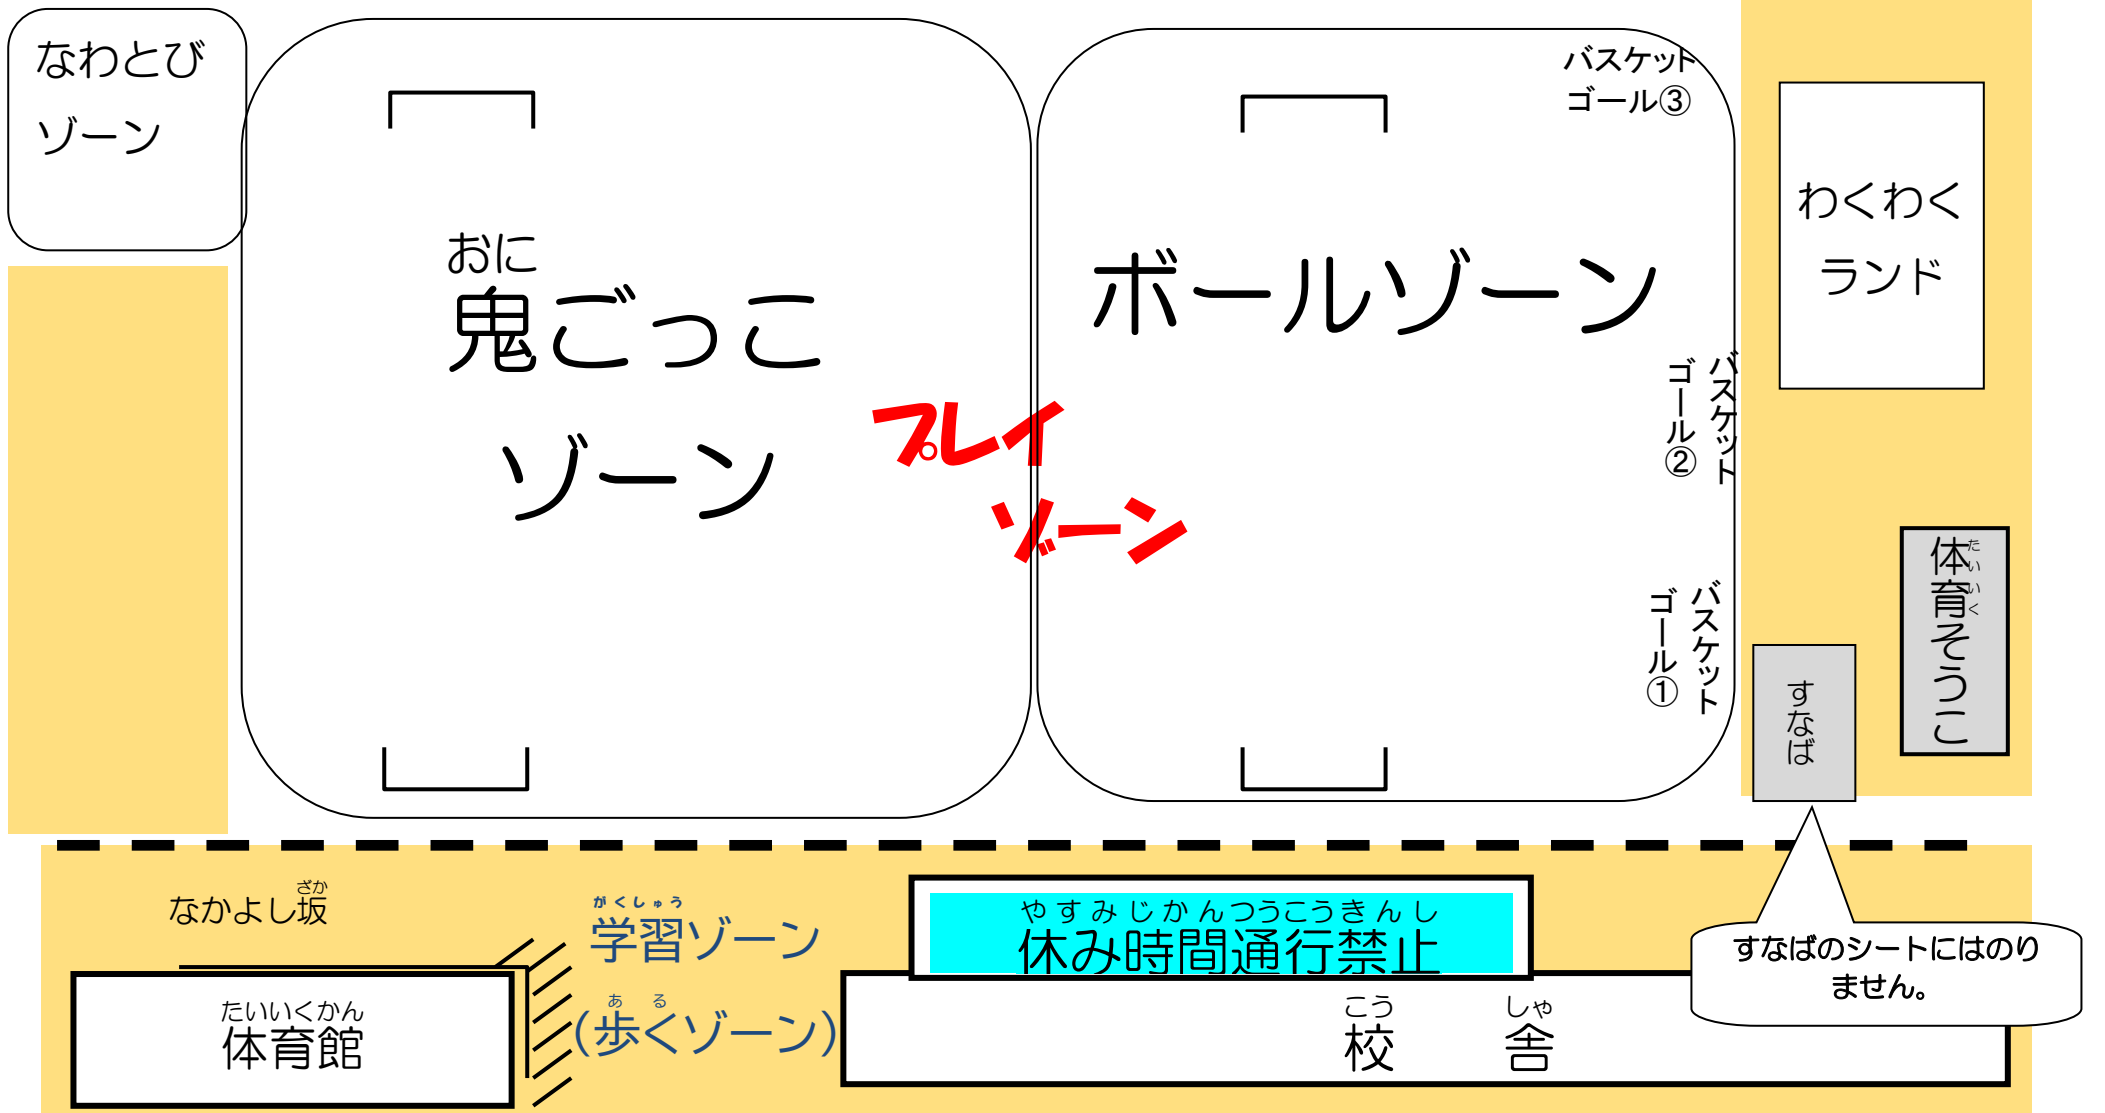 なわとび
ゾーン
おに
鬼ごっこ
ゾーン
プレイ
ゾーン
ボールゾーン
バスケット
ゴール③
バスケット
ゴール②
バスケット
ゴール①
わくわく
ランド
たいいく
体育そうこ
すなば
すなばのシートにはのり
ません。
ざか
なかよし坂
がくしゅう
学習ゾーン
ある
(歩くゾーン)
やすみじかんつうこうきんし
休み時間通行禁止
たいいくかん
体育館
こう しゃ
校 舎